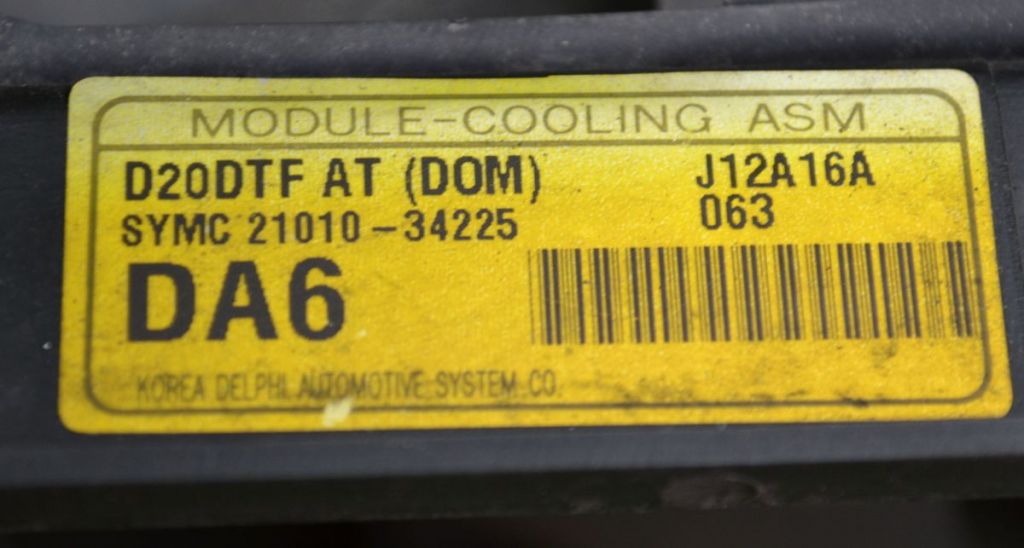 MODULE-COOLING ASM
D20DTF AT (DOM) J12A16A
SYMC 21010-34225 063
DA6
KOREA DELPHI AUTOMOTIVE SYSTEM CO.